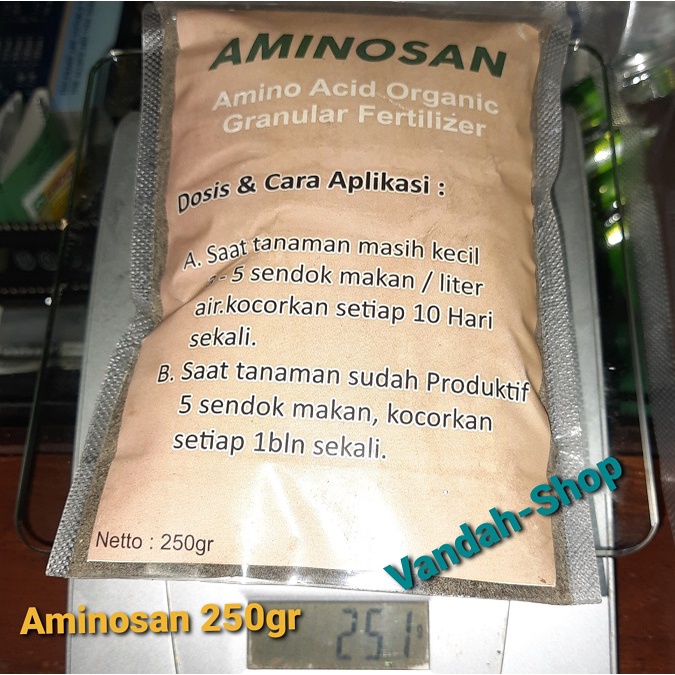 AMINOSAN
Amino Acid Organic
Granular Fertilizer
Dosis & Cara Aplikasi :
A. Saat tanaman masih kecil
- 5 sendok makan / liter
air.kocorkan setiap 10 Hari
sekali.
B. Saat tanaman sudah Produktif
5 sendok makan, kocorkan
setiap 1bln sekali.
Netto : 250gr
Vandah-Shop
Aminosan 250gr
251